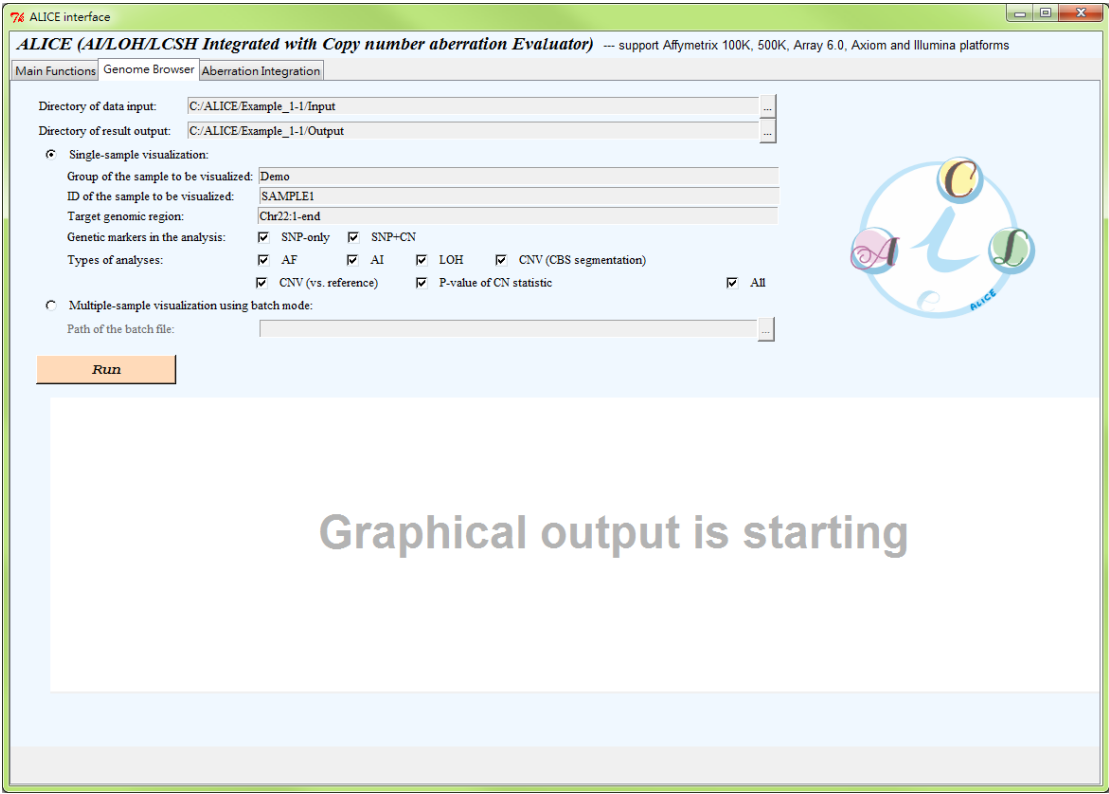 ALICE interface
ALICE (AI/LOH/LCSH Integrated with Copy number aberration Evaluator) --- support Affymetrix 100K, 500K, Array 6.0, Axiom and Illumina platforms
Main Functions Genome Browser Aberration Integration
Directory of data input: C:/ALICE/Example_1-1/Input ...
Directory of result output: C:/ALICE/Example_1-1/Output ...
Single-sample visualization:
Group of the sample to be visualized: Demo
ID of the sample to be visualized: SAMPLE1
Target genomic region: Chr22:1-end
Genetic markers in the analysis: SNP-only SNP+CN
Types of analyses: AF AI LOH CNV (CBS segmentation)
CNV (vs. reference) P-value of CN statistic All
Multiple-sample visualization using batch mode:
Path of the batch file: ...
Run
C
A
i
L
ALICE
Graphical output is starting